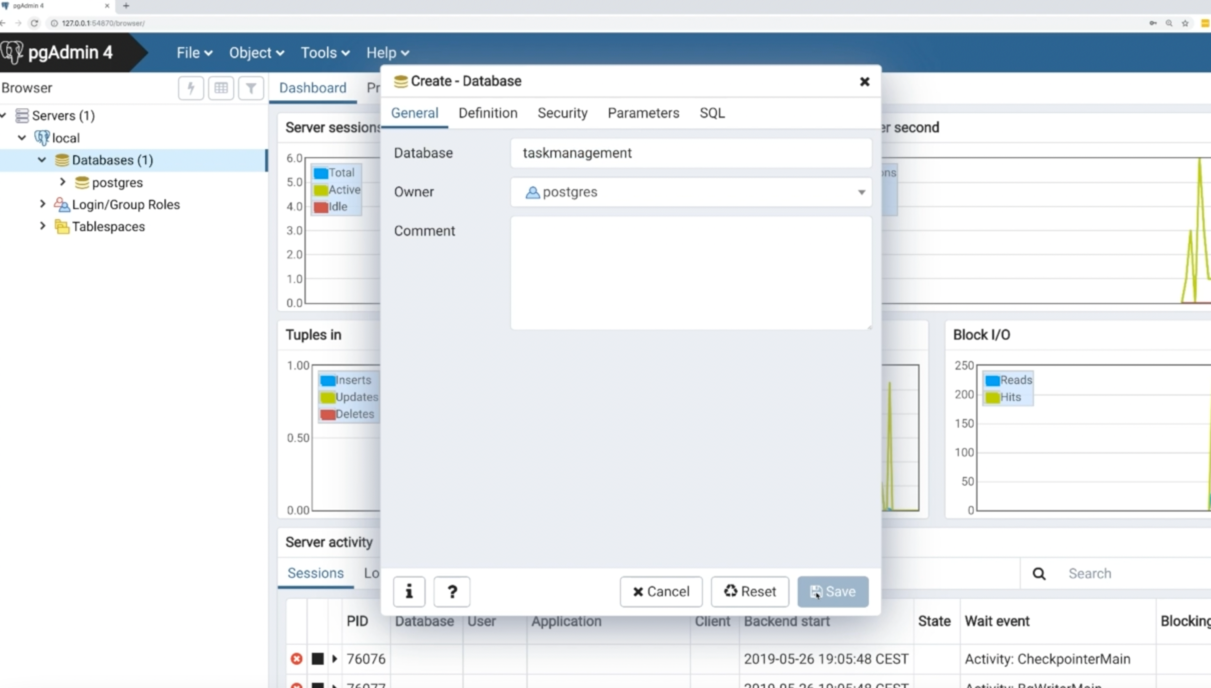 pgAdmin 4
127.0.0.1:54870/browser/
pgAdmin 4
File Object Tools Help
Browser
Dashboard Pr
Servers (1)
local
Databases (1)
postgres
Login/Group Roles
Tablespaces
Create - Database
General Definition Security Parameters SQL
Database taskmanagement
Owner postgres
Comment
Cancel Reset Save
Server sessions
er second
6.0
5.0
4.0
3.0
2.0
1.0
0.0
Total
Active
Idle
ns
Tuples in
1.00
0.50
0.00
Inserts
Updates
Deletes
Block I/O
250
200
150
100
50
0
Reads
Hits
Server activity
Sessions Lo
Search
PID Database User Application Client Backend start State Wait event Blocking
76076 2019-05-26 19:05:48 CEST Activity: CheckpointerMain
76077 2019-05-26 19:05:48 CEST Activity: BgWriterMain